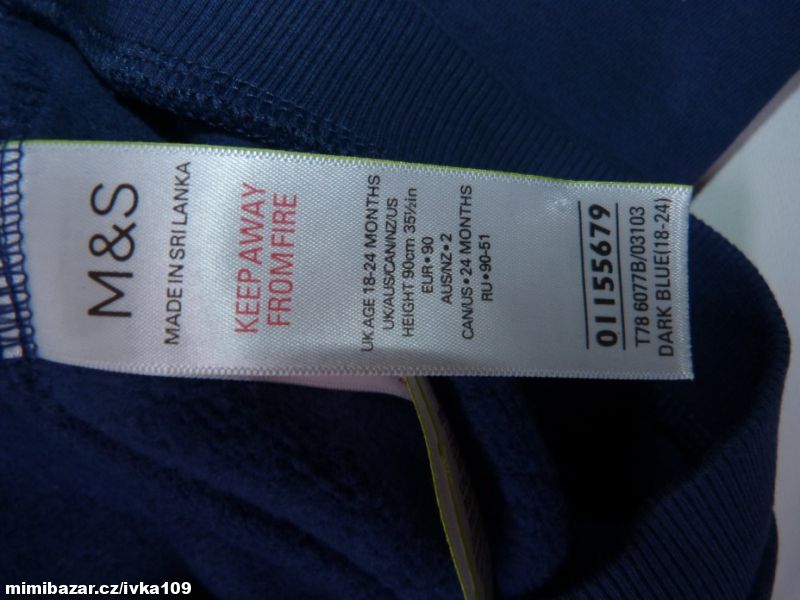 M&S
MADE IN SRI LANKA
KEEP AWAY
FROM FIRE
UK AGE 18-24 MONTHS
UK/AUS/CAN/NZ/US
HEIGHT 90cm 35½in
EUR • 90
AUS/NZ • 2
CAN/US • 24 MONTHS
RU • 90-51
01155679
T78 6077B/03103
DARK BLUE(18-24)
mimibazar.cz/ivka109